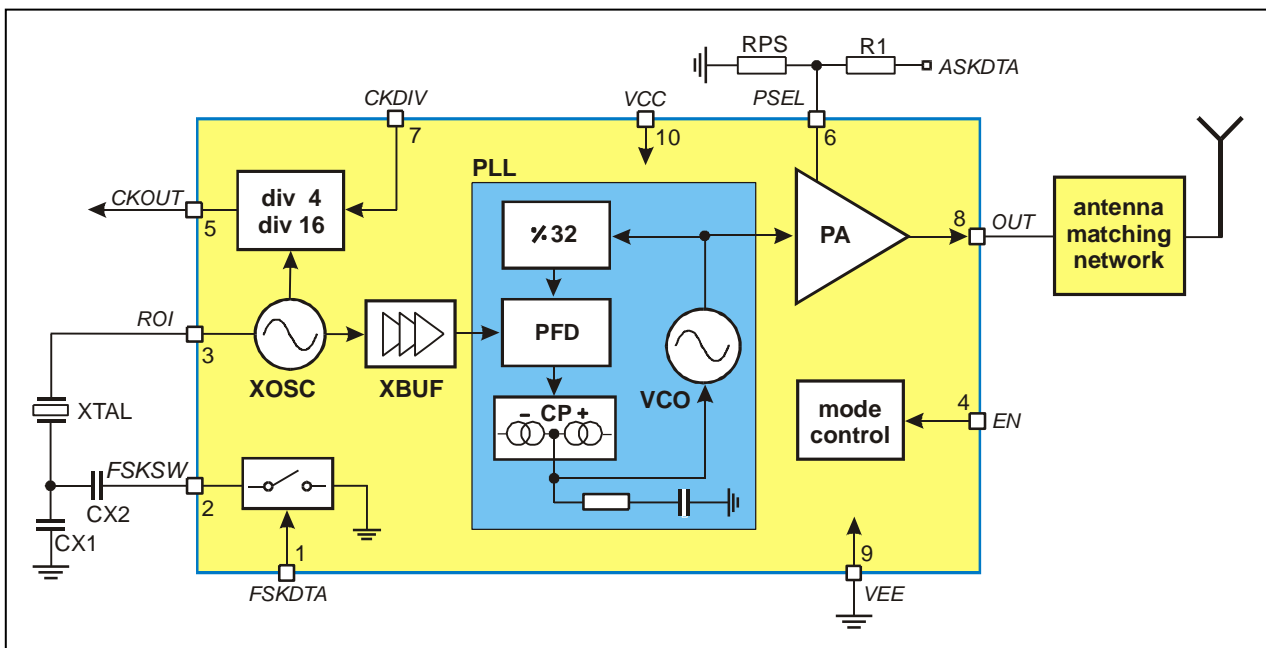 RPS
R1
ASKDTA
CKDIV
VCC
PSEL
7
10
6
PLL
CKOUT
div 4
div 16
5
٪32
PA
8
OUT
antenna
matching
network
ROI
3
PFD
XOSC
XBUF
VCO
- CP +
XTAL
mode
control
4
EN
FSKSW
2
CX2
CX1
1
FSKDTA
9
VEE